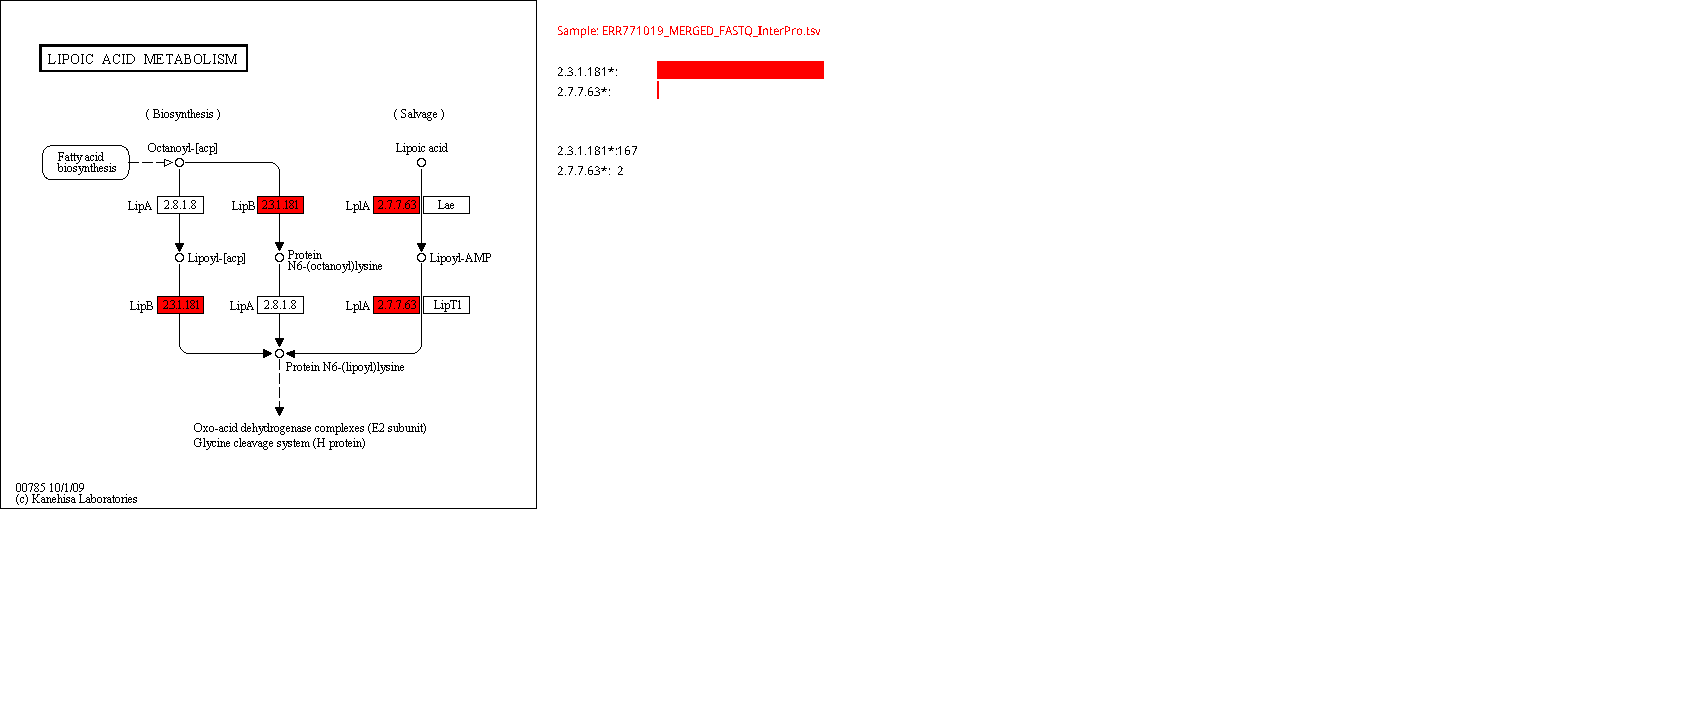 LIPOIC ACID METABOLISM
( Biosynthesis )
( Salvage )
Fatty acid
biosynthesis
Octanoyl-[acp]
Lipoic acid
LipA 2.8.1.8
LipB 2.3.1.181
LplA 2.7.7.63 Lae
Lipoyl-[acp]
Protein
N6-(octanoyl)lysine
Lipoyl-AMP
LipB 2.3.1.181
LipA 2.8.1.8
LplA 2.7.7.63 LipT1
Protein N6-(lipoyl)lysine
Oxo-acid dehydrogenase complexes (E2 subunit)
Glycine cleavage system (H protein)
00785 10/1/09
(c) Kanehisa Laboratories
Sample: ERR771019_MERGED_FASTQ_InterPro.tsv
2.3.1.181*:
2.7.7.63*:
2.3.1.181*:167
2.7.7.63*: 2